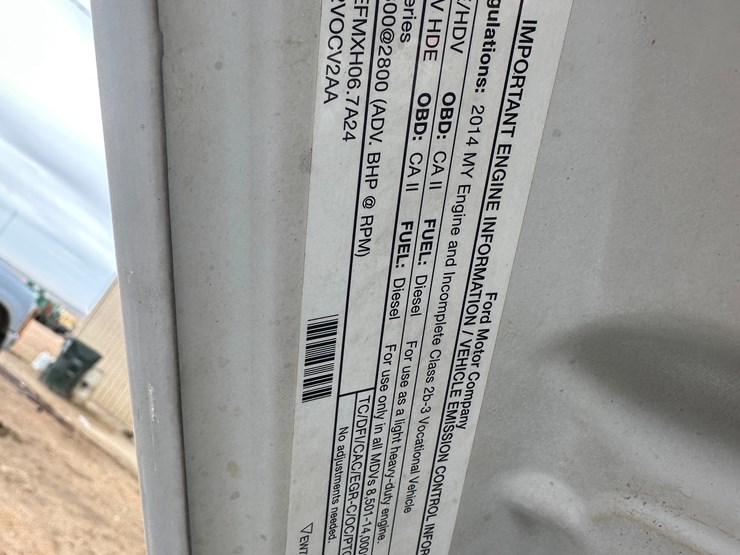 Ford Motor Company
IMPORTANT ENGINE INFORMATION / VEHICLE EMISSION CONTROL INFOR
gulations: 2014 MY Engine and Incomplete Class 2b-3 Vocational Vehicle
/HDV OBD: CA II FUEL: Diesel For use as a light heavy-duty engine.
V HDE OBD: CA II FUEL: Diesel For use only in all MDVs 8,501-14,000
eries
00@2800 (ADV. BHP @ RPM) TC/DFI/CAC/EGR-C/OC/PTO
EFMXH06.7A24 No adjustments needed.
VOCV2AA
EWT